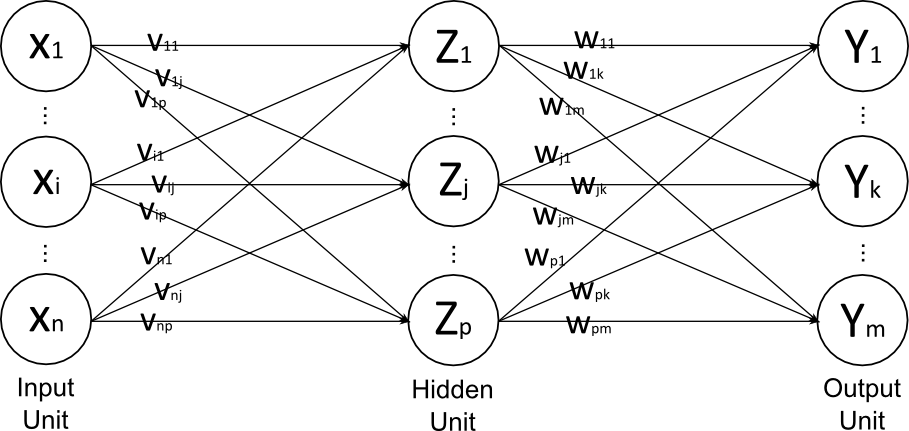 x1 v11 Z1 w11 Y1
v1j w1k
v1p w1m
⋮ ⋮ ⋮
vi1 wj1
xi vij Zj wjk Yk
vip wjm
⋮ ⋮ ⋮
vn1 wp1
vnj wpk
xn vnp Zp wpm Ym
Input Hidden Output
Unit Unit Unit